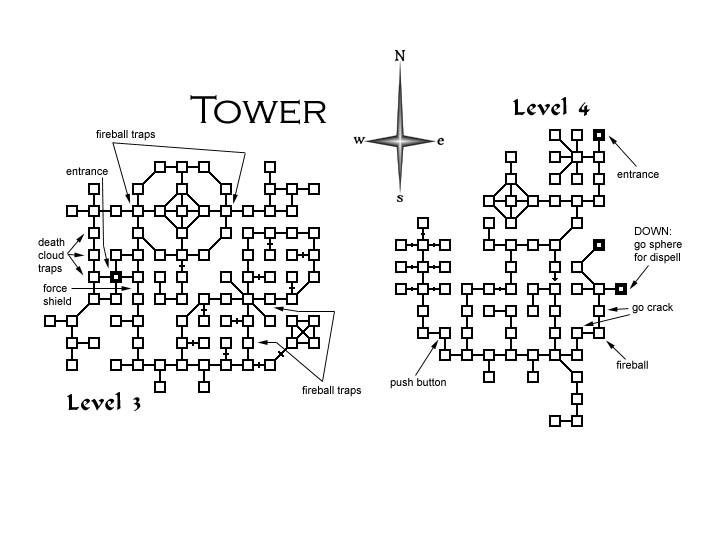 N
w
e
s
TOWER
Level 4
fireball traps
entrance
entrance
death
cloud
traps
force
shield
DOWN:
go sphere
for dispell
go crack
fireball
push button
fireball traps
Level 3